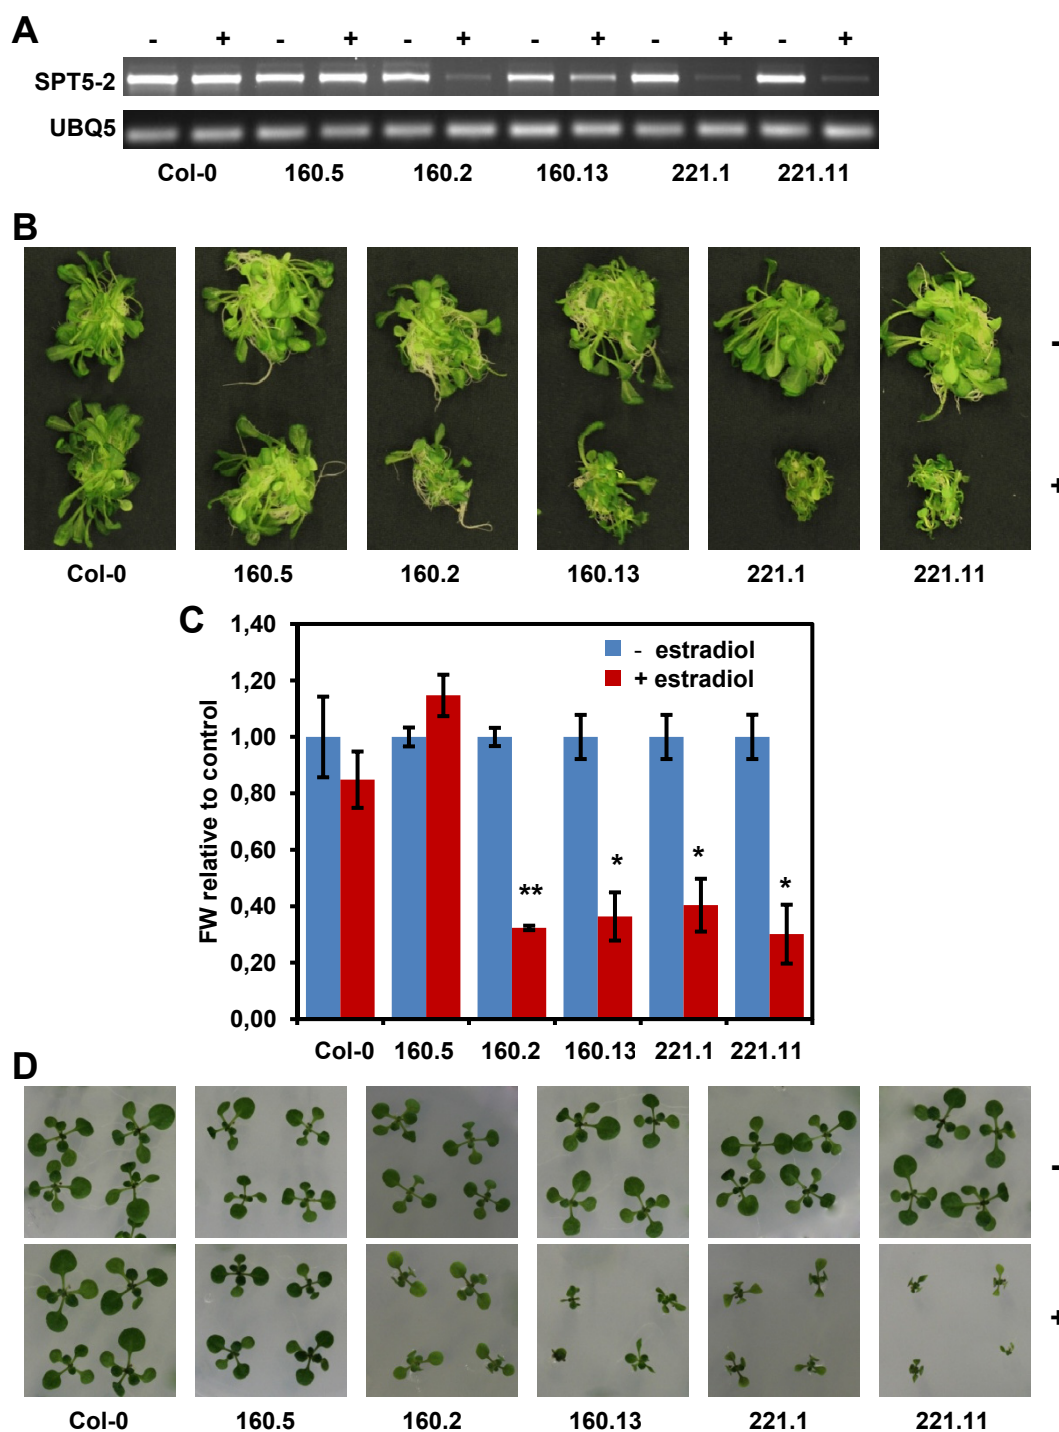 A
- + - + - + - + - + - +
SPT5-2
UBQ5
Col-0 160.5 160.2 160.13 221.1 221.11
B
-
+
Col-0 160.5 160.2 160.13 221.1 221.11
C
1,40
1,20
1,00
0,80
0,60
0,40
0,20
0,00
FW relative to control
- estradiol
+ estradiol
** * * *
Col-0 160.5 160.2 160.13 221.1 221.11
D
-
+
Col-0 160.5 160.2 160.13 221.1 221.11